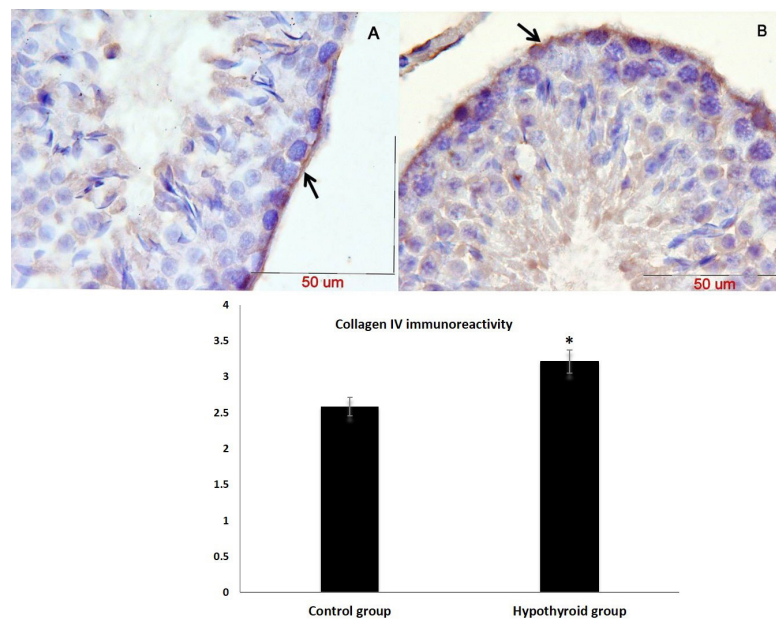 A
B
50 um
50 um
Collagen IV immunoreactivity
*
4
3.5
3
2.5
2
1.5
1
0.5
0
Control group
Hypothyroid group